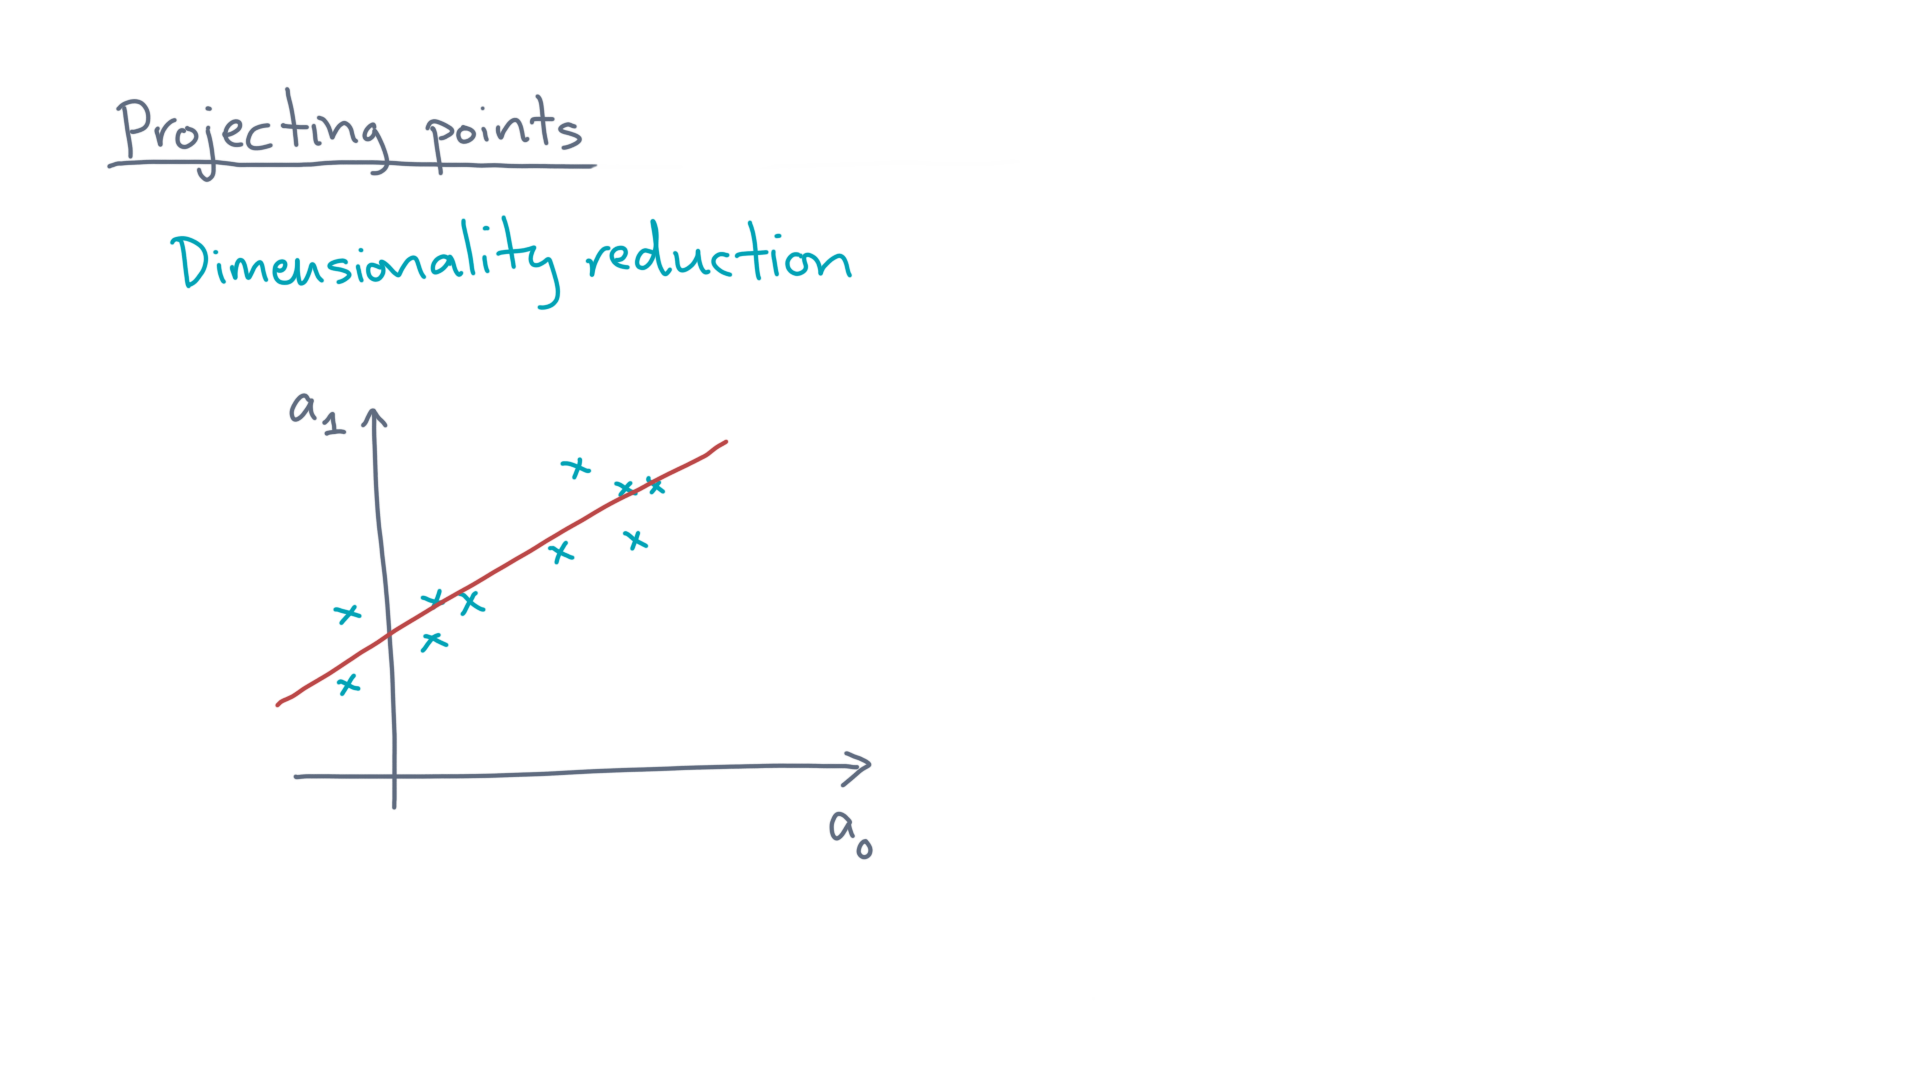 Projecting points
Dimensionality reduction
a₁
a₀